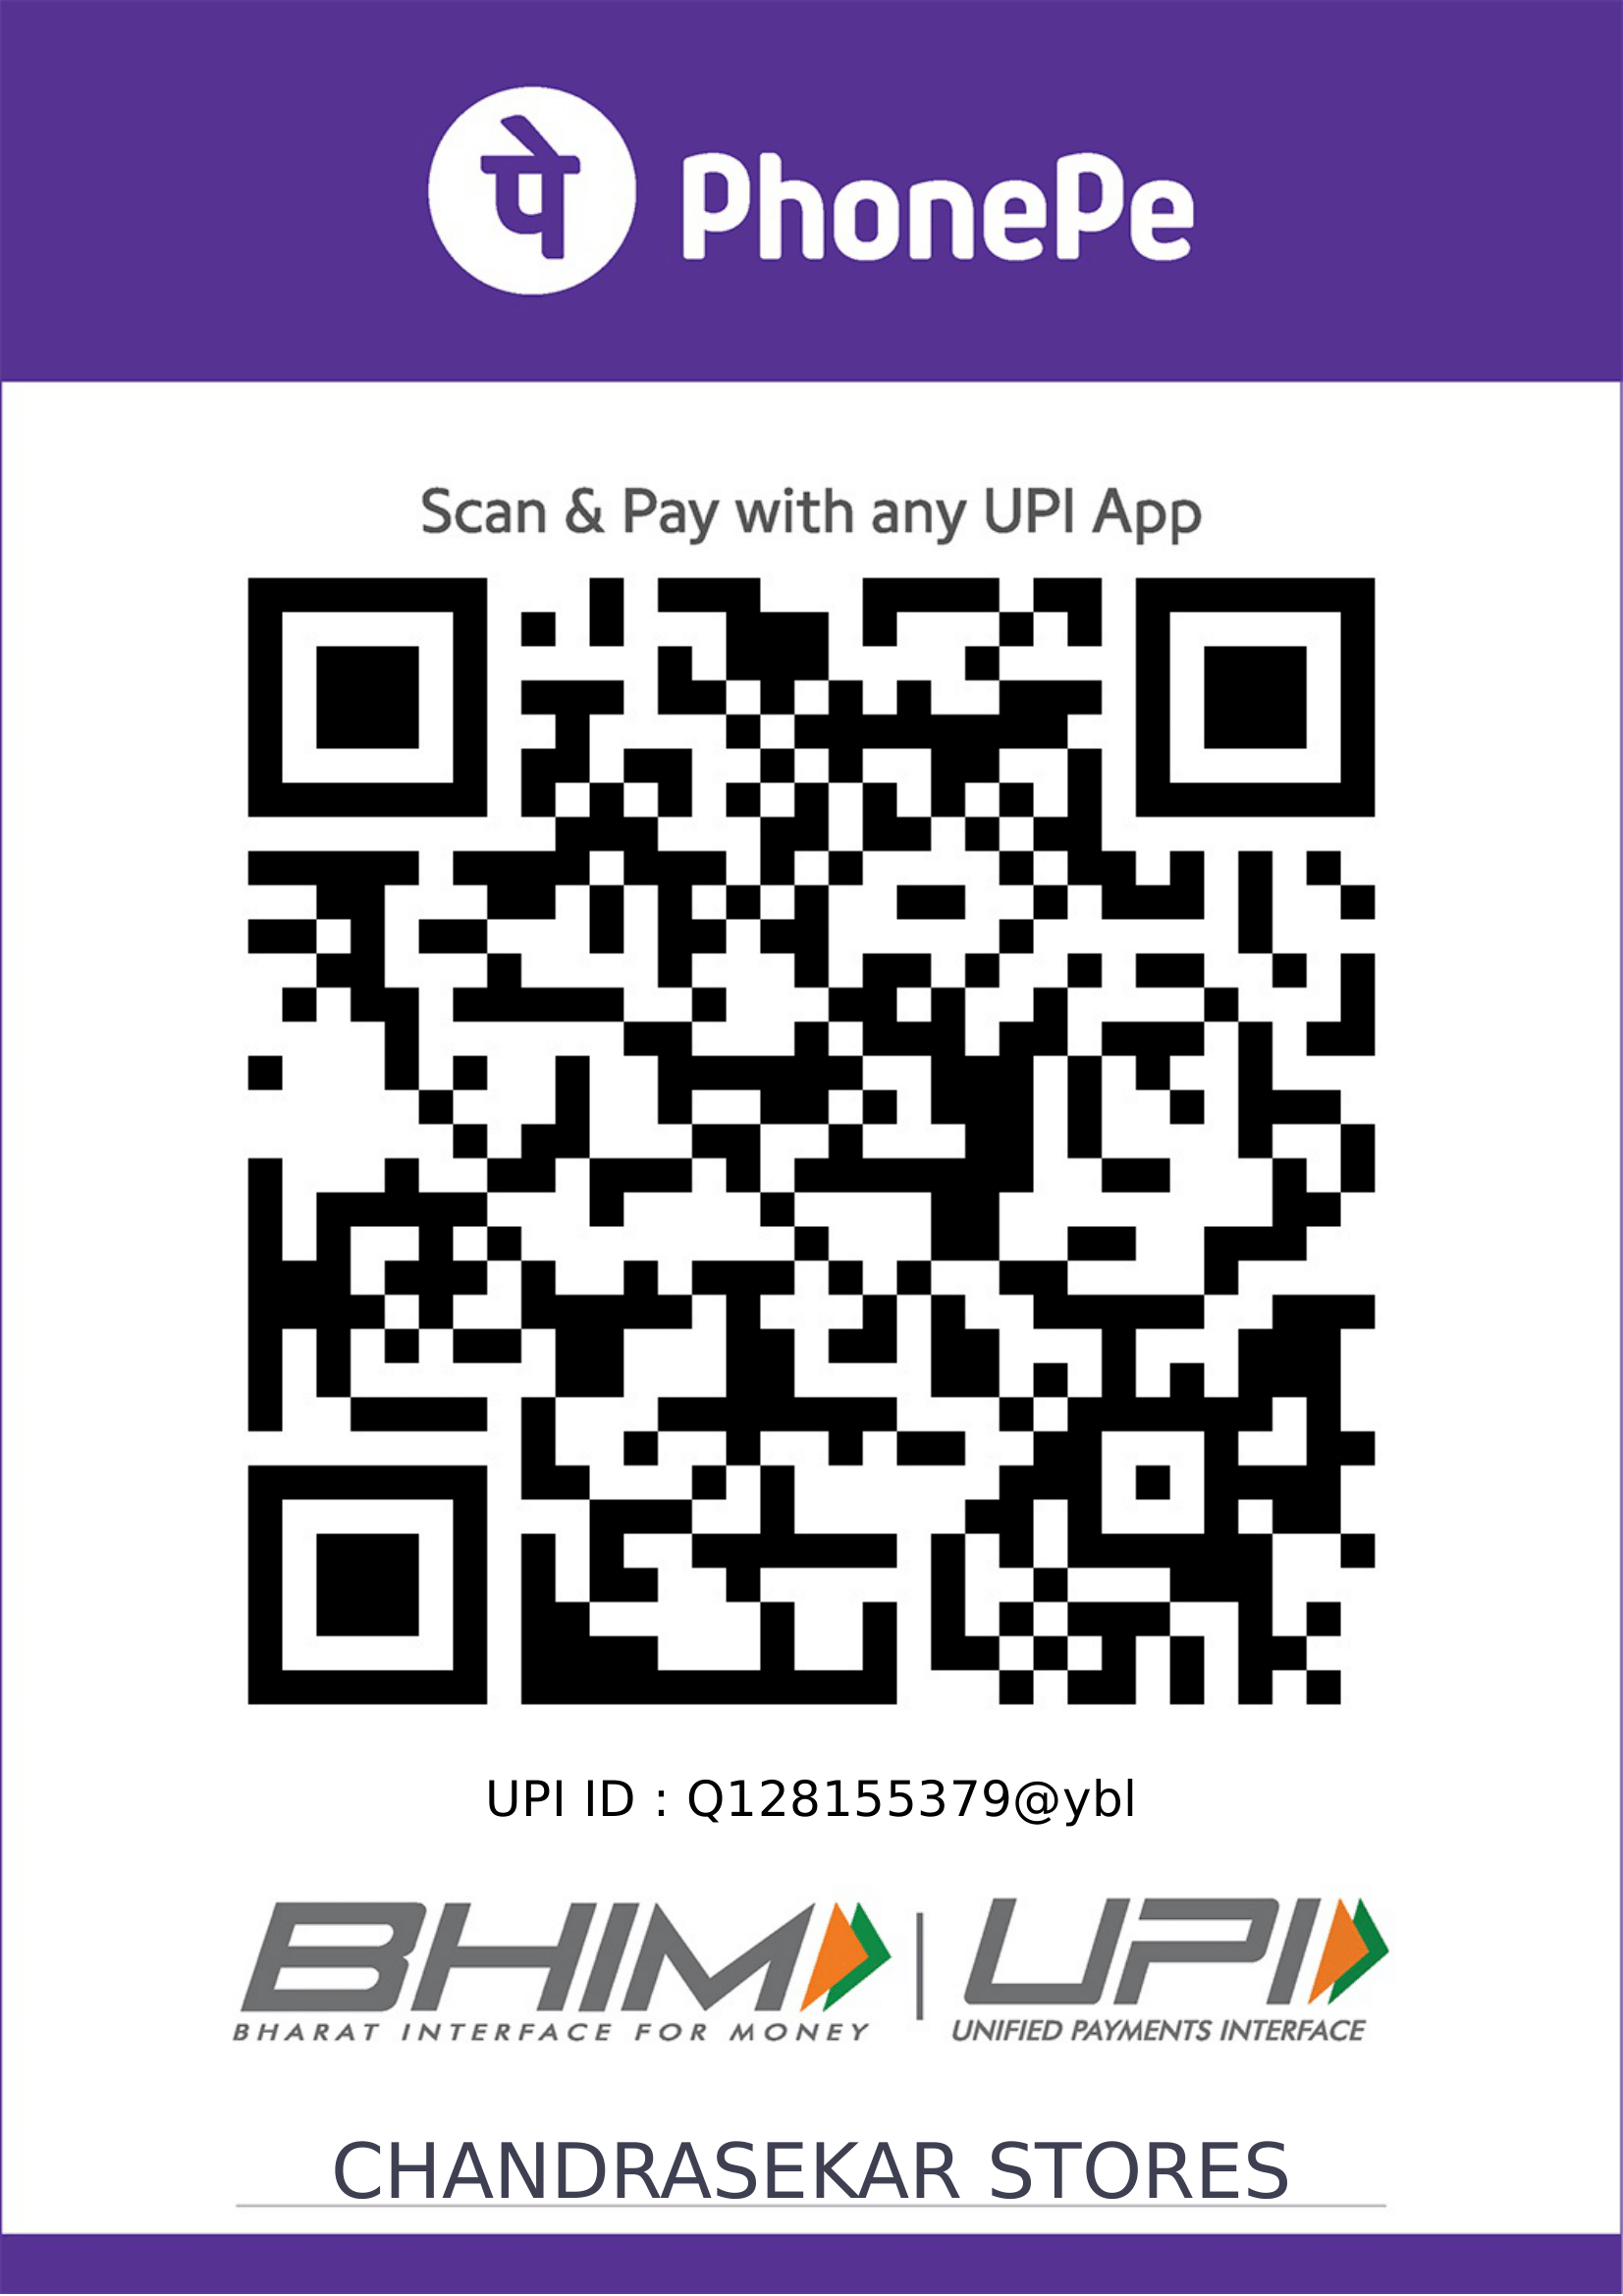 पे PhonePe
Scan & Pay with any UPI App
UPI ID : Q128155379@ybl
BHIM | UPI
BHARAT INTERFACE FOR MONEY UNIFIED PAYMENTS INTERFACE
CHANDRASEKAR STORES